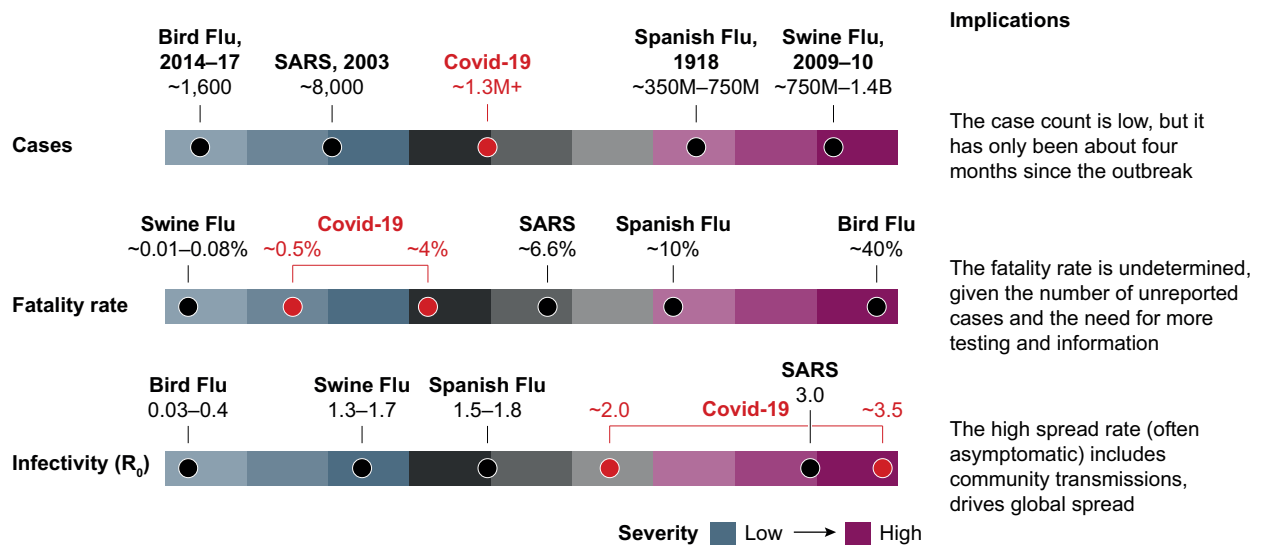 Implications
Bird Flu,
2014–17
~1,600
SARS, 2003
~8,000
Covid-19
~1.3M+
Spanish Flu,
1918
~350M–750M
Swine Flu,
2009–10
~750M–1.4B
Cases
The case count is low, but it
has only been about four
months since the outbreak
Swine Flu
~0.01–0.08%
Covid-19
~0.5%
~4%
SARS
~6.6%
Spanish Flu
~10%
Bird Flu
~40%
Fatality rate
The fatality rate is undetermined,
given the number of unreported
cases and the need for more
testing and information
Bird Flu
0.03–0.4
Swine Flu
1.3–1.7
Spanish Flu
1.5–1.8
~2.0
Covid-19
SARS
3.0
~3.5
Infectivity (R₀)
The high spread rate (often
asymptomatic) includes
community transmissions,
drives global spread
Severity Low High